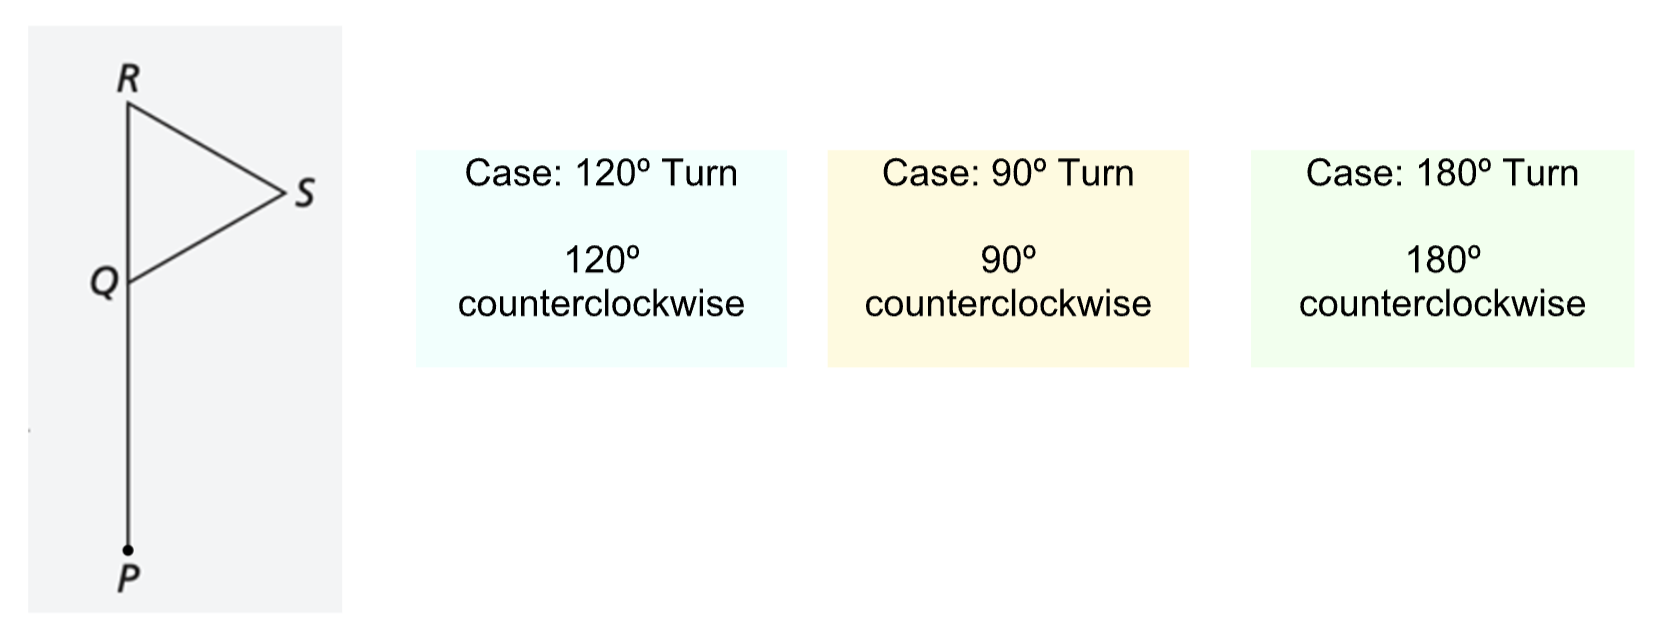 R
S
Q
P
Case: 120º Turn
120º
counterclockwise
Case: 90º Turn
90º
counterclockwise
Case: 180º Turn
180º
counterclockwise